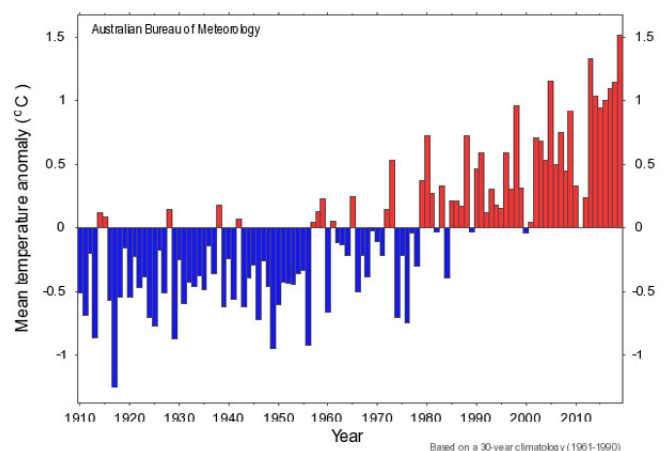 Australian Bureau of Meteorology
Mean temperature anomaly (°C)
1.5
1
0.5
0
-0.5
-1
1.5
1
0.5
0
-0.5
-1
1910 1920 1930 1940 1950 1960 1970 1980 1990 2000 2010
Year
Based on a 30-year climatology (1961-1990)